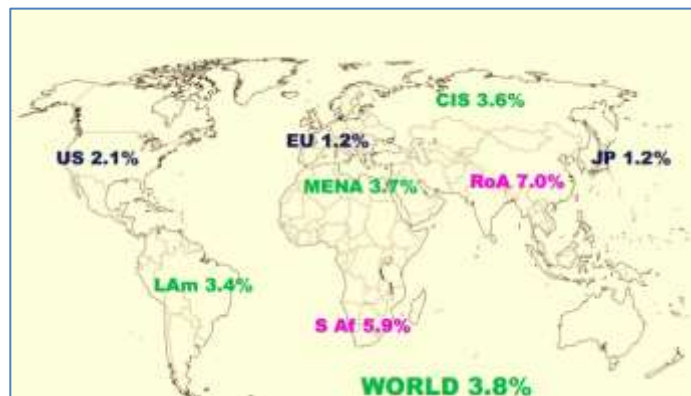 CIS 3.6%
EU 1.2%
US 2.1%
JP 1.2%
MENA 3.7%
RoA 7.0%
LAm 3.4%
S Af 5.9%
WORLD 3.8%